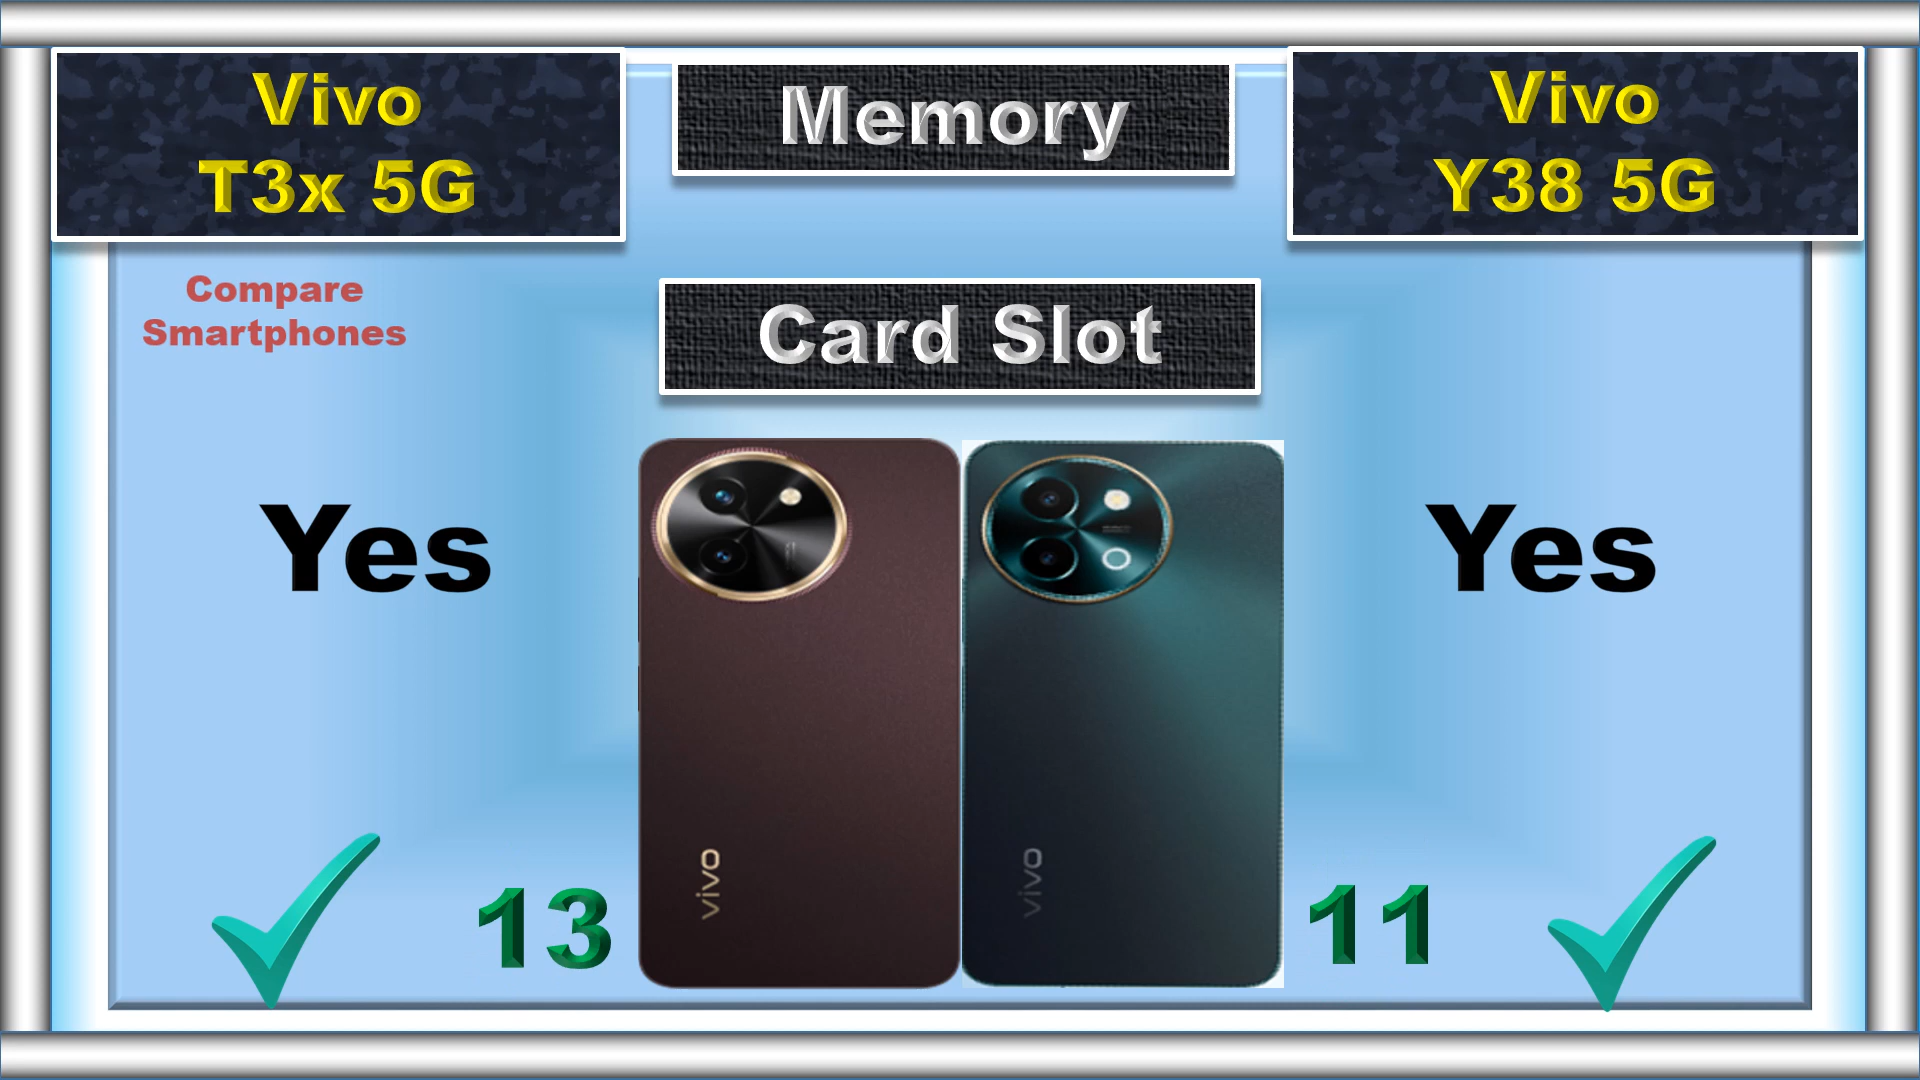 Vivo
T3x 5G
Memory
Vivo
Y38 5G
Compare
Smartphones
Card Slot
Yes
Yes
vivo
vivo
13
11